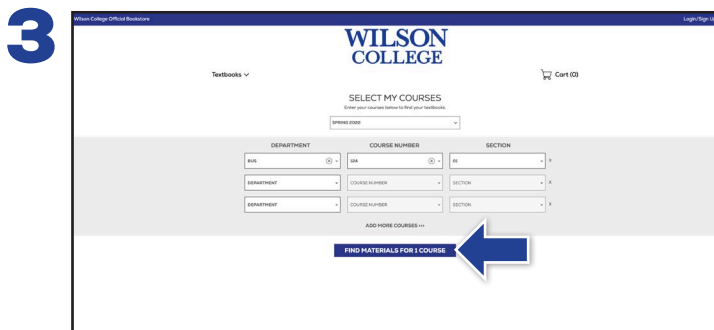 3
Wilson College Official Bookstore
Login/Sign Up
WILSON
COLLEGE
Textbooks
Cart (0)
SELECT MY COURSES
Enter your courses below to find your textbooks
SPRING 2022
DEPARTMENT COURSE NUMBER SECTION
BUS 124 01 X
DEPARTMENT COURSE NUMBER SECTION X
DEPARTMENT COURSE NUMBER SECTION X
ADD MORE COURSES >>>
FIND MATERIALS FOR 1 COURSE